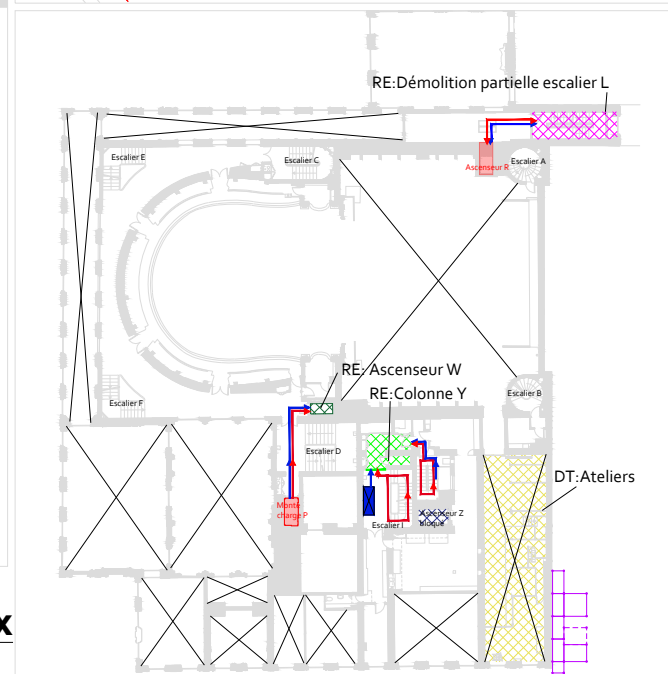 RE:Démolition partielle escalier L
Escalier E
Escalier C
Ascenseur R
Escalier A
RE: Ascenseur W
RE:Colonne Y
Escalier F
Escalier B
Escalier D
DT:Ateliers
Monte
charge P
Ascenseur Z
bloqué
Escalier I
x